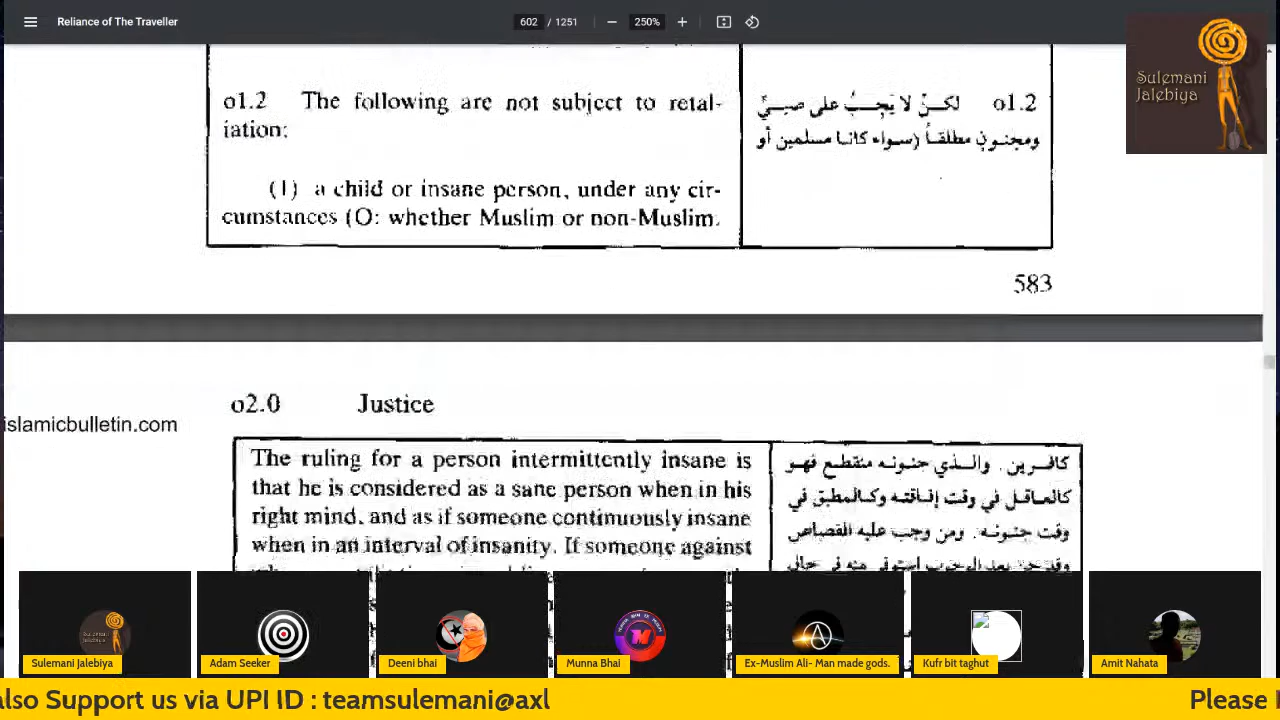 Reliance of The Traveller
602 / 1251
250%
Sulemani
Jalebiya
o1.2 The following are not subject to retal-
iation:
(1) a child or insane person, under any cir-
cumstances (O: whether Muslim or non-Muslim.
o1.2 لكن لا يَجِبُ على صبيٍّ
ومجنون مطلقاً (سواء كانا مسلمين أو
583
o2.0 Justice
islamicbulletin.com
The ruling for a person intermittently insane is
that he is considered as a sane person when in his
right mind, and as if someone continuously insane
when in an interval of insanity. If someone against
كافرين. والذي جنونه متقطع فهو
كالعاقل في وقت إفاقته وكالمطبق في
وقت جنونه. ومن وجب عليه القصاص
Sulemani Jalebiya
Adam Seeker
Deeni bhai
Munna Bhai
Ex-Muslim Ali- Man made gods.
Kufr bit taghut
Amit Nahata
also Support us via UPI ID : teamsulemani@axl
Please